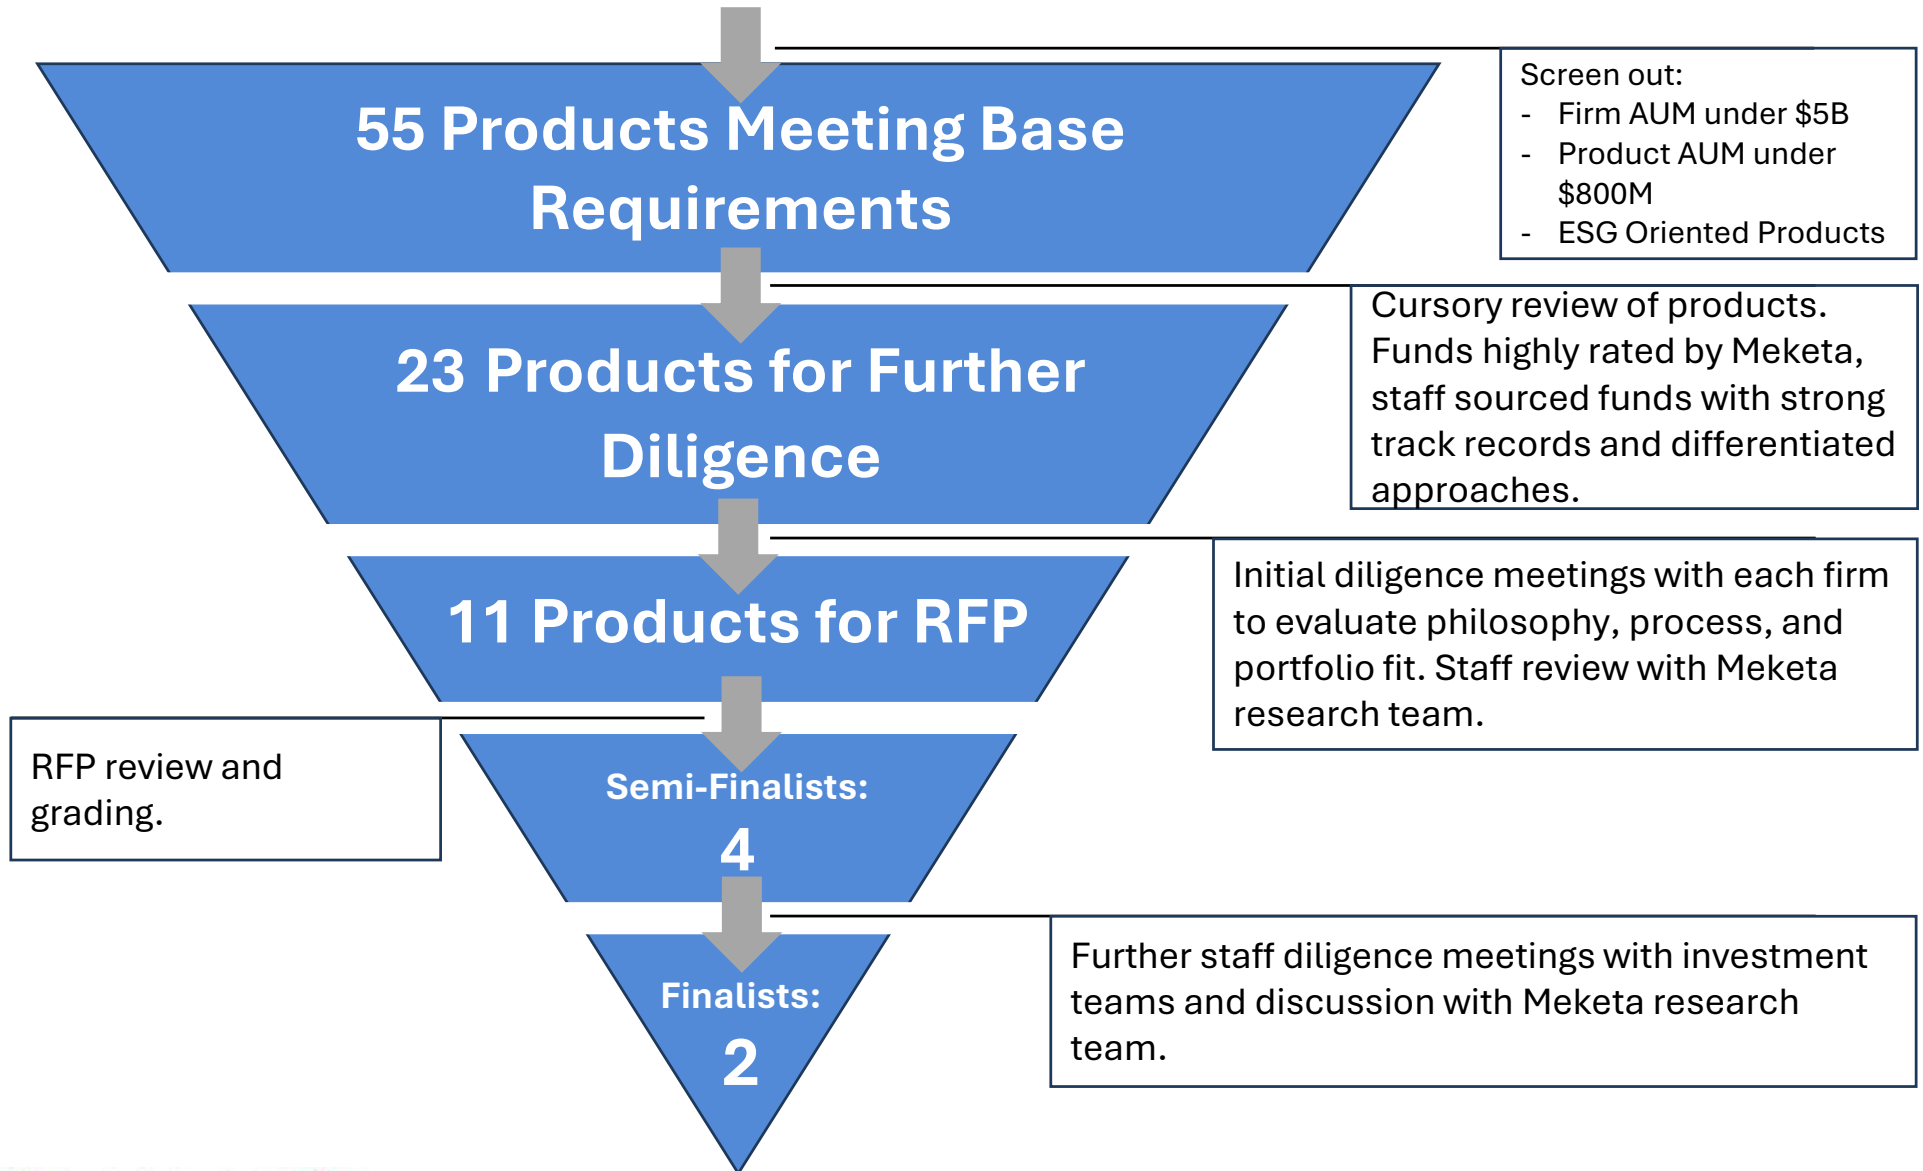 55 Products Meeting Base
Requirements
Screen out:
- Firm AUM under $5B
- Product AUM under
$800M
- ESG Oriented Products
23 Products for Further
Diligence
Cursory review of products.
Funds highly rated by Meketa,
staff sourced funds with strong
track records and differentiated
approaches.
11 Products for RFP
Initial diligence meetings with each firm
to evaluate philosophy, process, and
portfolio fit. Staff review with Meketa
research team.
RFP review and
grading.
Semi-Finalists:
4
Further staff diligence meetings with investment
teams and discussion with Meketa research
team.
Finalists:
2